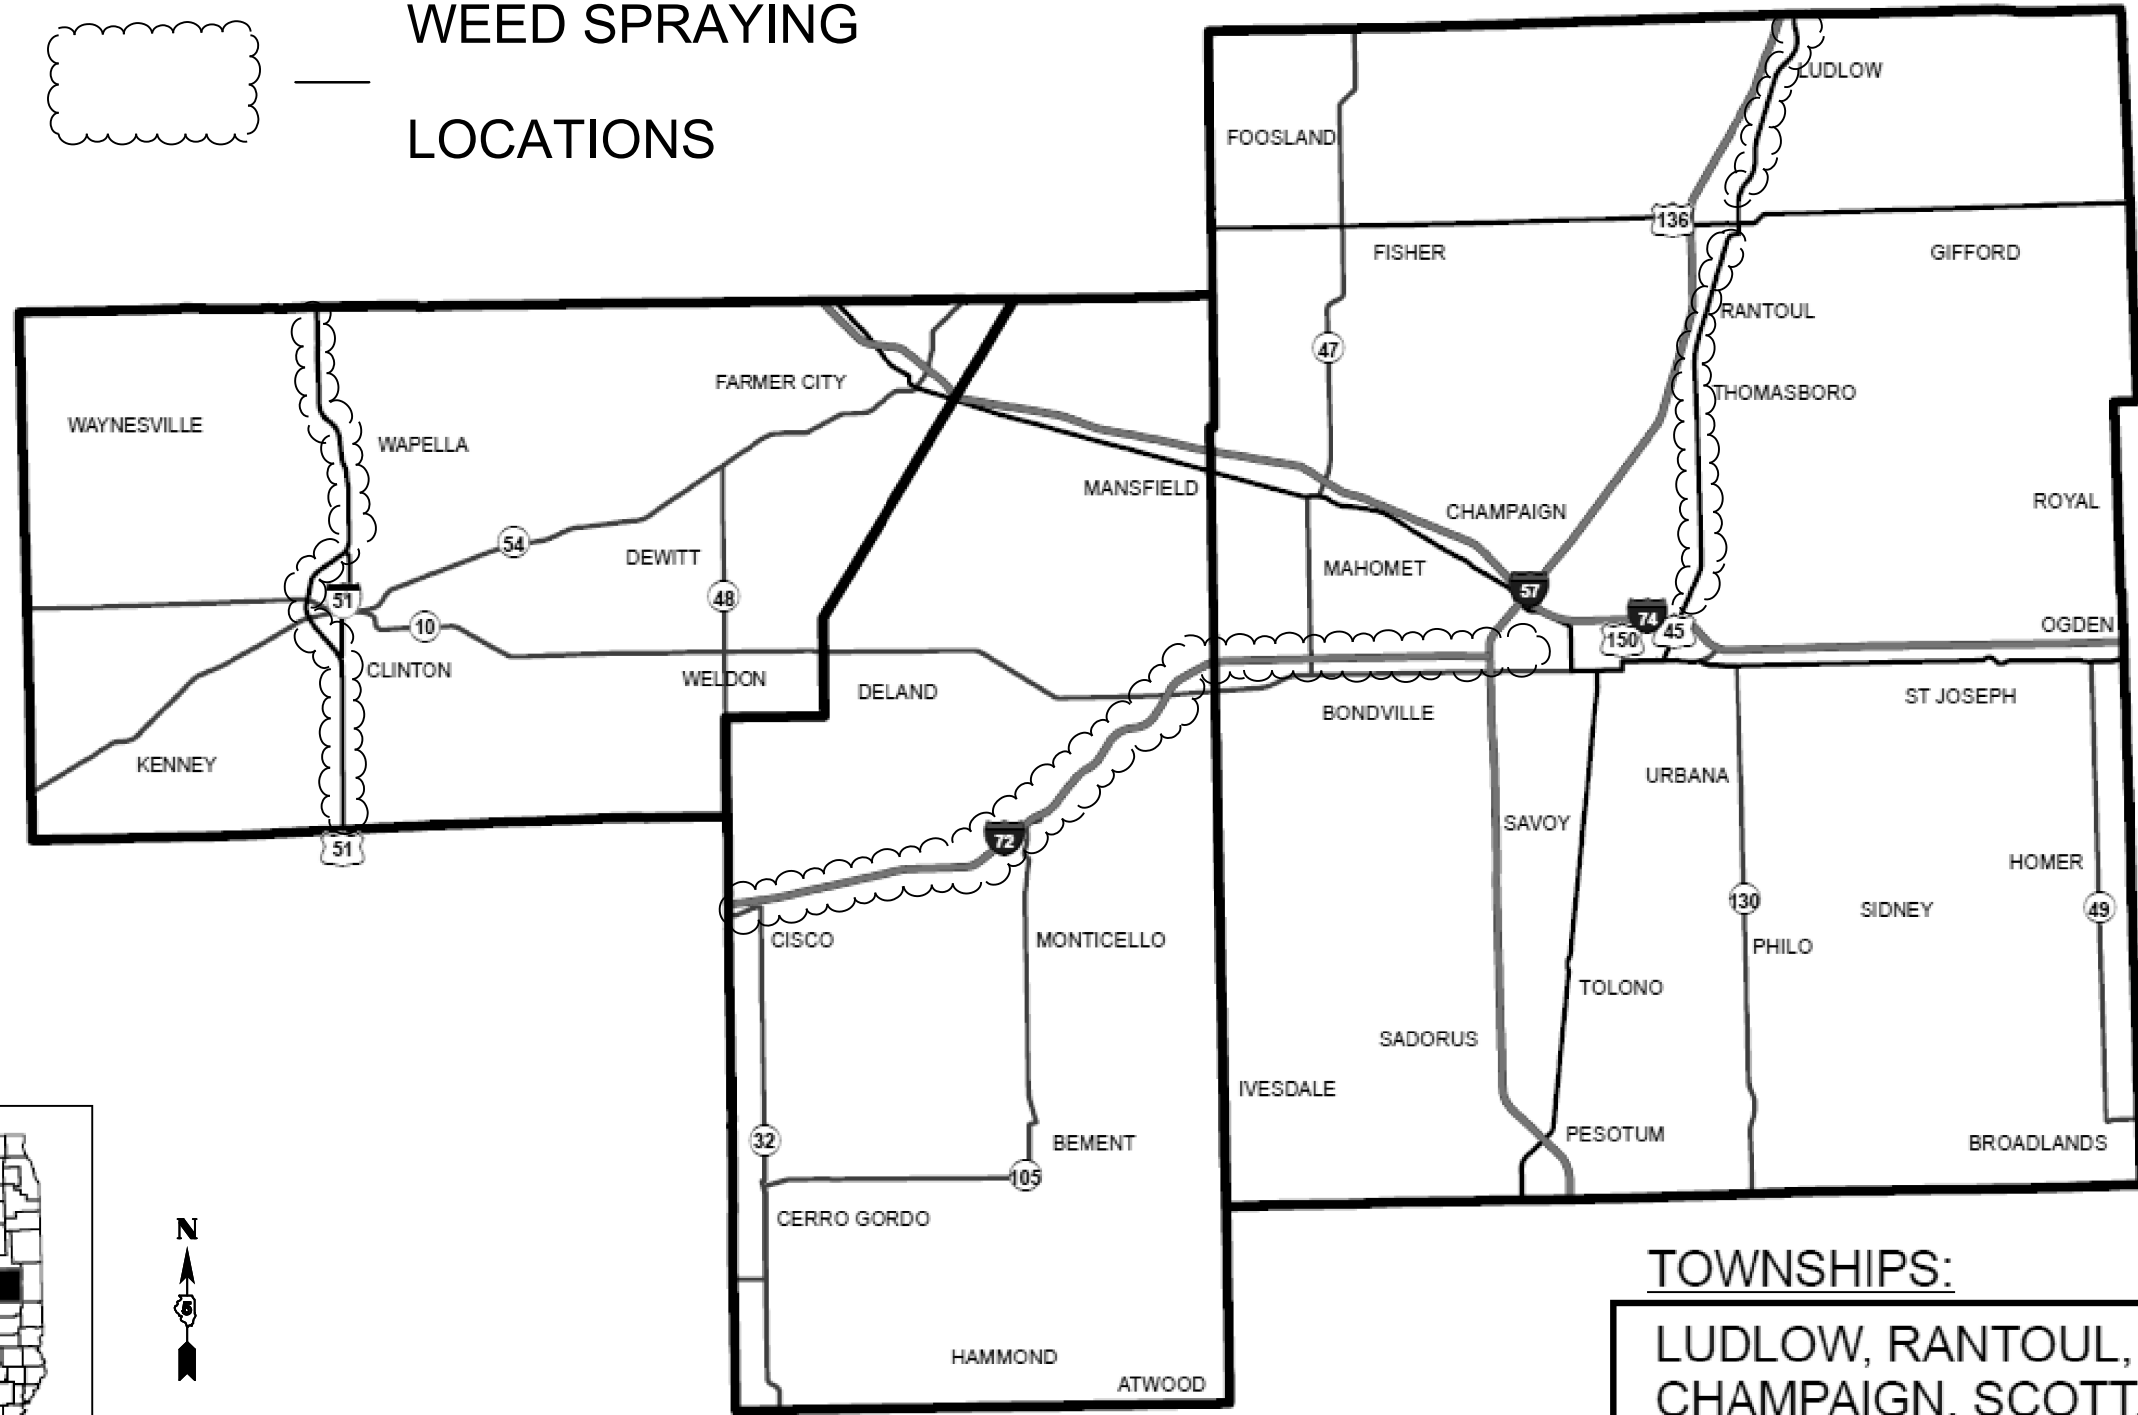 WEED SPRAYING
LOCATIONS
LUDLOW
FOOSLAND
136
FISHER
GIFFORD
RANTOUL
47
FARMER CITY
THOMASBORO
WAYNESVILLE
WAPELLA
MANSFIELD
ROYAL
CHAMPAIGN
54
DEWITT
MAHOMET
57
48
51
74
10
150
45
OGDEN
CLINTON
WELDON
DELAND
ST JOSEPH
BONDVILLE
KENNEY
URBANA
SAVOY
72
51
HOMER
130
49
SIDNEY
CISCO
MONTICELLO
PHILO
TOLONO
SADORUS
IVESDALE
32
BEMENT
PESOTUM
BROADLANDS
105
CERRO GORDO
N
5
TOWNSHIPS:
HAMMOND
ATWOOD
LUDLOW, RANTOUL,
CHAMPAIGN, SCOTT,